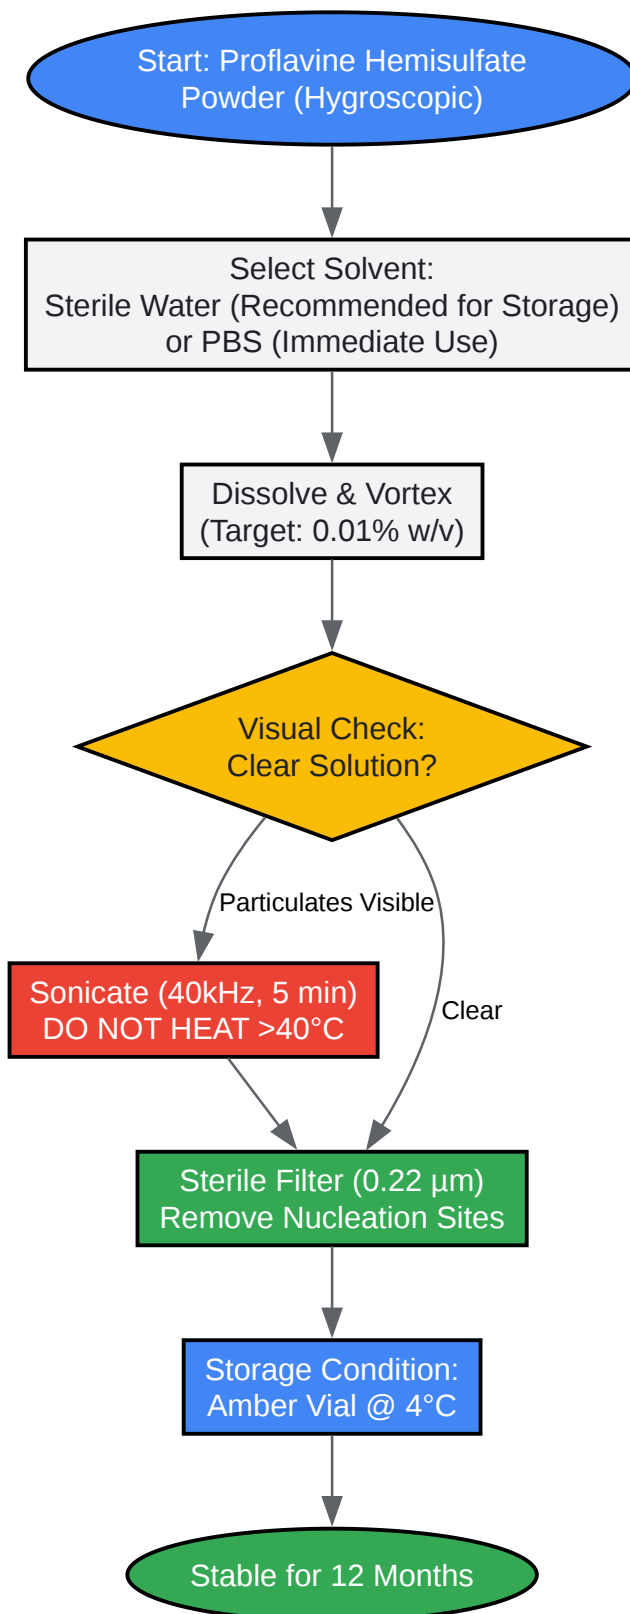 Start: Proflavine Hemisulfate
Powder (Hygroscopic)
Select Solvent:
Sterile Water (Recommended for Storage)
or PBS (Immediate Use)
Dissolve & Vortex
(Target: 0.01% w/v)
Visual Check:
Clear Solution?
Particulates Visible
Sonicate (40kHz, 5 min)
DO NOT HEAT >40°C
Clear
Sterile Filter (0.22 µm)
Remove Nucleation Sites
Storage Condition:
Amber Vial @ 4°C
Stable for 12 Months